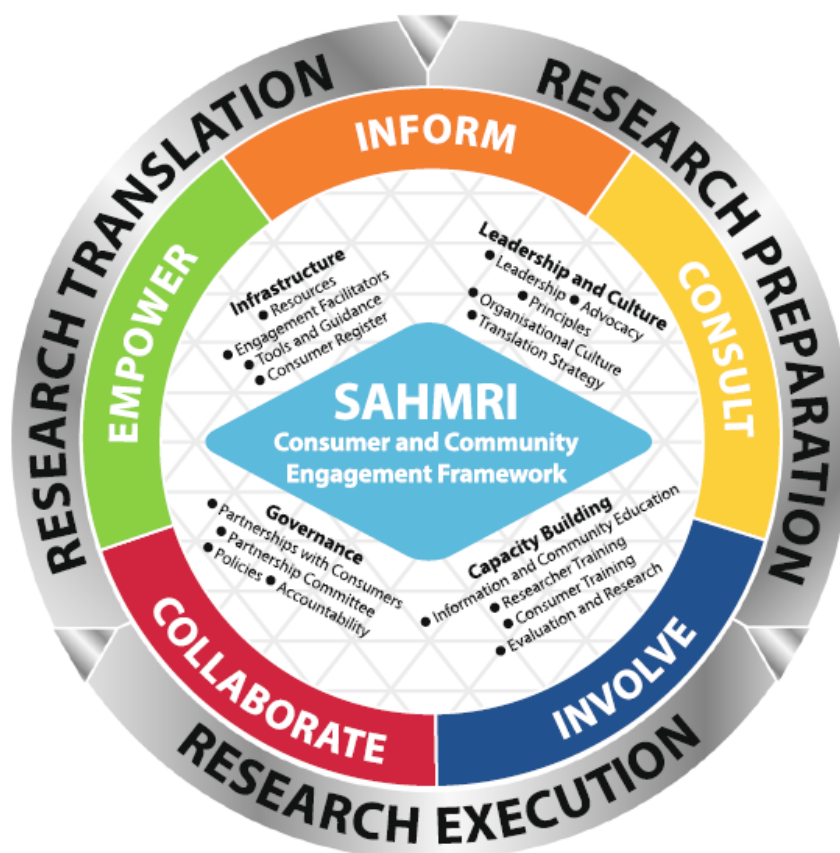 RESEARCH TRANSLATION
RESEARCH PREPARATION
RESEARCH EXECUTION
INFORM
CONSULT
INVOLVE
COLLABORATE
EMPOWER
Infrastructure
● Resources
● Engagement Facilitators
● Tools and Guidance
● Consumer Register
Leadership and Culture
● Leadership ● Advocacy
● Principles
● Organisational Culture
● Translation Strategy
SAHMRI
Consumer and Community
Engagement Framework
Governance
● Partnerships with Consumers
● Partnership Committee
● Policies ● Accountability
Capacity Building
● Information and Community Education
● Researcher Training
● Consumer Training
● Evaluation and Research